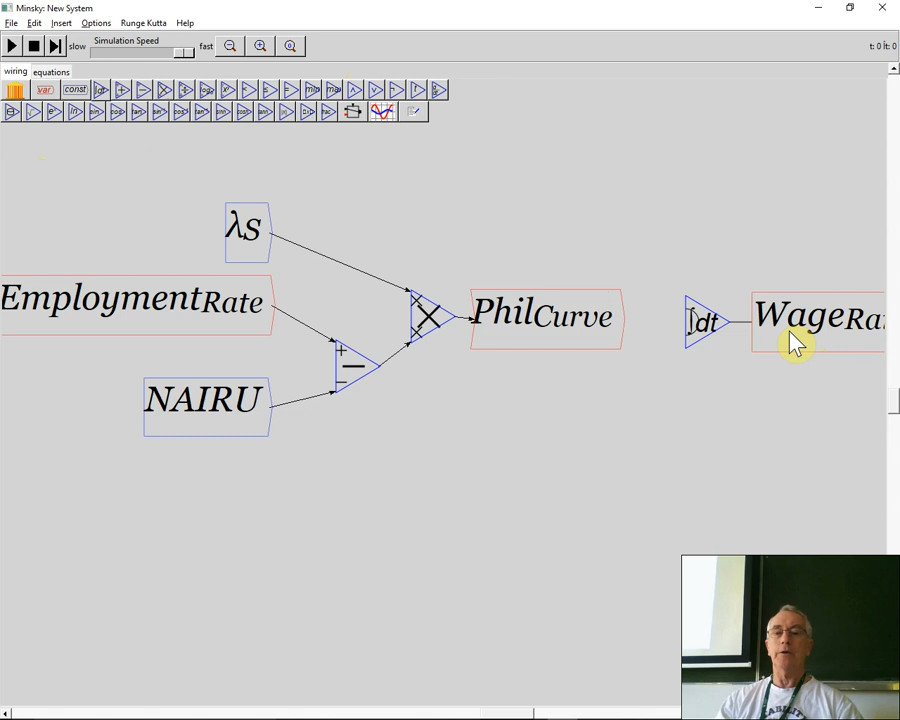 Minsky: New System
File Edit Insert Options Runge Kutta Help
slow Simulation Speed fast
t: 0 Δt: 0
wiring equations
var const
λS
EmploymentRate
NAIRU
+
−
×
PhilCurve
∫dt
WageRa